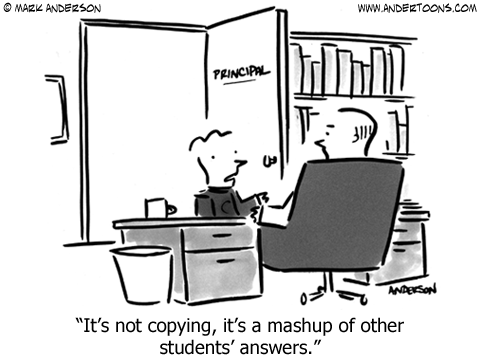 © MARK ANDERSON
WWW.ANDERTOONS.COM
PRINCIPAL
ANDERSON
“It’s not copying, it’s a mashup of other
students’ answers.”